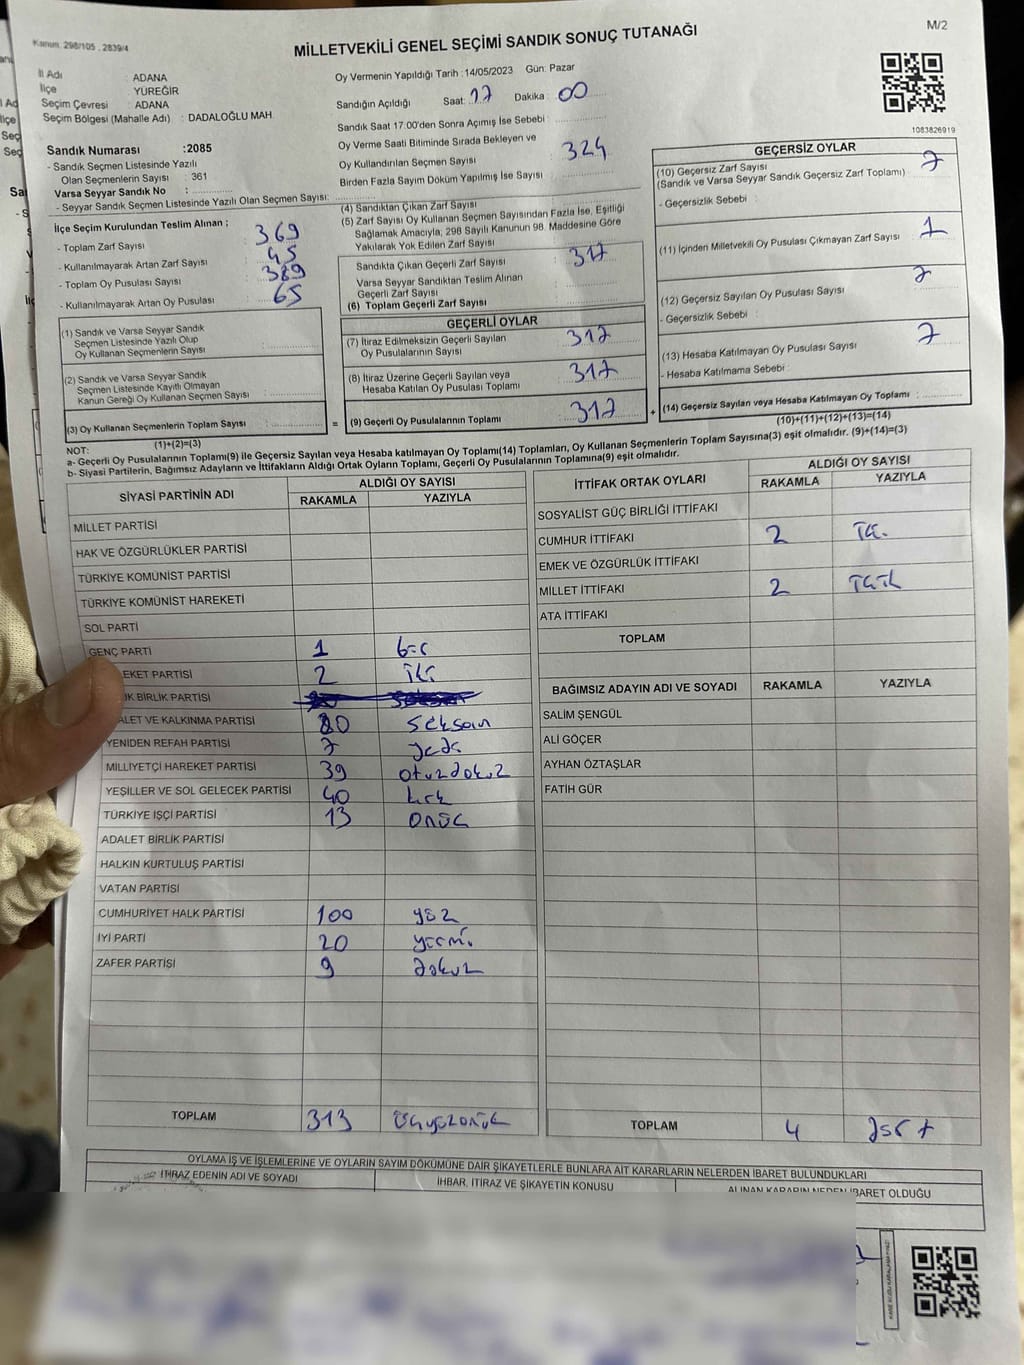 Kanun. 298/105 , 2839/4
MİLLETVEKİLİ GENEL SEÇİMİ SANDIK SONUÇ TUTANAĞI
M/2
İl Adı : ADANA
İlçe : YÜREĞİR
Seçim Çevresi : ADANA
Seçim Bölgesi (Mahalle Adı) : DADALOĞLU MAH
Sandık Numarası :2085
- Sandık Seçmen Listesinde Yazılı
Olan Seçmenlerin Sayısı : 361
Varsa Seyyar Sandık No :
- Seyyar Sandık Seçmen Listesinde Yazılı Olan Seçmen Sayısı:
İlçe Seçim Kurulundan Teslim Alınan ;
- Toplam Zarf Sayısı : 369
- Kullanılmayarak Artan Zarf Sayısı : 45
- Toplam Oy Pusulası Sayısı : 389
- Kullanılmayarak Artan Oy Pusulası : 65
(1) Sandık ve Varsa Seyyar Sandık
Seçmen Listesinde Yazılı Olup
Oy Kullanan Seçmenlerin Sayısı :
(2) Sandık ve Varsa Seyyar Sandık
Seçmen Listesinde Kayıtlı Olmayan
Kanun Gereği Oy Kullanan Seçmen Sayısı :
(3) Oy Kullanan Seçmenlerin Toplam Sayısı :
(1)+(2)=(3)
Oy Vermenin Yapıldığı Tarih :14/05/2023 Gün: Pazar
Sandığın Açıldığı Saat: 17 Dakika : 00
Sandık Saat 17.00'den Sonra Açımış İse Sebebi :
Oy Verme Saati Bitiminde Sırada Bekleyen ve
Oy Kullandırılan Seçmen Sayısı : 324
Birden Fazla Sayım Döküm Yapılmış İse Sayısı :
(4) Sandıktan Çıkan Zarf Sayısı :
(5) Zarf Sayısı Oy Kullanan Seçmen Sayısından Fazla İse, Eşitliği
Sağlamak Amacıyla; 298 Sayılı Kanunun 98. Maddesine Göre
Yakılarak Yok Edilen Zarf Sayısı :
Sandıkta Çıkan Geçerli Zarf Sayısı : 317
Varsa Seyyar Sandıktan Teslim Alınan
Geçerli Zarf Sayısı :
(6) Toplam Geçerli Zarf Sayısı :
GEÇERLİ OYLAR
(7) İtiraz Edilmeksizin Geçerli Sayılan
Oy Pusulalarının Sayısı : 317
(8) İtiraz Üzerine Geçerli Sayılan veya
Hesaba Katılan Oy Pusulası Toplamı : 317
= (9) Geçerli Oy Pusulalarının Toplamı : 317 +
1083826919
GEÇERSİZ OYLAR
(10) Geçersiz Zarf Sayısı : 7
(Sandık ve Varsa Seyyar Sandık Geçersiz Zarf Toplamı)
- Geçersizlik Sebebi :
(11) İçinden Milletvekili Oy Pusulası Çıkmayan Zarf Sayısı : 1
(12) Geçersiz Sayılan Oy Pusulası Sayısı : 7
- Geçersizlik Sebebi :
(13) Hesaba Katılmayan Oy Pusulası Sayısı : 7
- Hesaba Katılmama Sebebi :
(14) Geçersiz Sayılan veya Hesaba Katılmayan Oy Toplamı :
(10)+(11)+(12)+(13)=(14)
NOT:
a- Geçerli Oy Pusulalarının Toplamı(9) ile Geçersiz Sayılan veya Hesaba katılmayan Oy Toplamı(14) Toplamları, Oy Kullanan Seçmenlerin Toplam Sayısına(3) eşit olmalıdır. (9)+(14)=(3)
b- Siyasi Partilerin, Bağımsız Adayların ve İttifakların Aldığı Ortak Oyların Toplamı, Geçerli Oy Pusulalarının Toplamına(9) eşit olmalıdır.
SİYASİ PARTİNİN ADI ALDIĞI OY SAYISI
RAKAMLA YAZIYLA
MİLLET PARTİSİ
HAK VE ÖZGÜRLÜKLER PARTİSİ
TÜRKİYE KOMÜNİST PARTİSİ
TÜRKİYE KOMÜNİST HAREKETİ
SOL PARTİ
GENÇ PARTİ 1 bir
EKET PARTİSİ 2 iki
İK BİRLİK PARTİSİ
ALET VE KALKINMA PARTİSİ 80 seksan
YENİDEN REFAH PARTİSİ 7 yedi
MİLLİYETÇİ HAREKET PARTİSİ 39 otuzdokuz
YEŞİLLER VE SOL GELECEK PARTİSİ 40 kırk
TÜRKİYE İŞÇİ PARTİSİ 13 onüç
ADALET BİRLİK PARTİSİ
HALKIN KURTULUŞ PARTİSİ
VATAN PARTİSİ
CUMHURİYET HALK PARTİSİ 100 yüz
İYİ PARTİ 20 yirmi
ZAFER PARTİSİ 9 dokuz
TOPLAM 313 üçyüzonüç
İTTİFAK ORTAK OYLARI ALDIĞI OY SAYISI
RAKAMLA YAZIYLA
SOSYALİST GÜÇ BİRLİĞİ İTTİFAKI
CUMHUR İTTİFAKI 2 iki
EMEK VE ÖZGÜRLÜK İTTİFAKI
MİLLET İTTİFAKI 2
ATA İTTİFAKI
TOPLAM
BAĞIMSIZ ADAYIN ADI VE SOYADI RAKAMLA YAZIYLA
SALİM ŞENGÜL
ALİ GÖÇER
AYHAN ÖZTAŞLAR
FATİH GÜR
TOPLAM 4 dört
OYLAMA İŞ VE İŞLEMLERİNE VE OYLARIN SAYIM DÖKÜMÜNE DAİR ŞİKAYETLERLE BUNLARA AİT KARARLARIN NELERDEN İBARET BULUNDUKLARI
İTİRAZ EDENİN ADI VE SOYADI İHBAR, İTİRAZ VE ŞİKAYETİN KONUSU ALINAN KARARIN NEDEN İBARET OLDUĞU